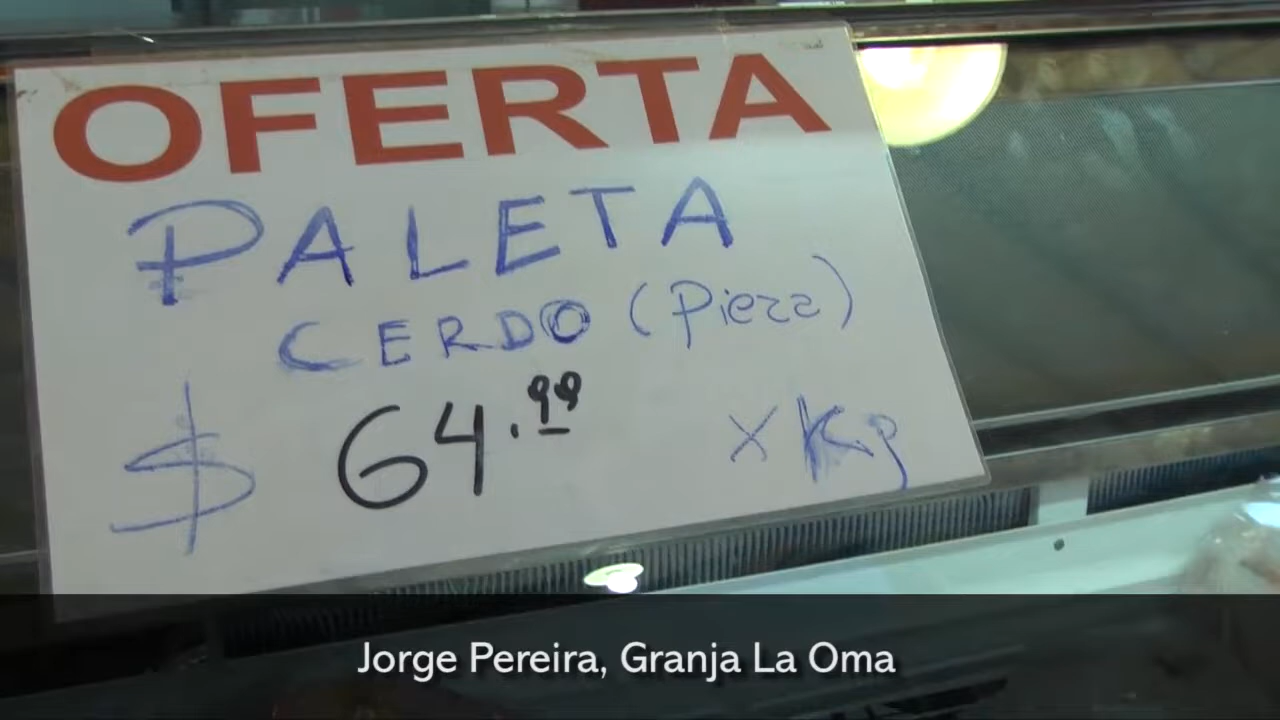 OFERTA
PALETA
CERDO (Pieza)
$ 64.99 x Kg
Jorge Pereira, Granja La Oma